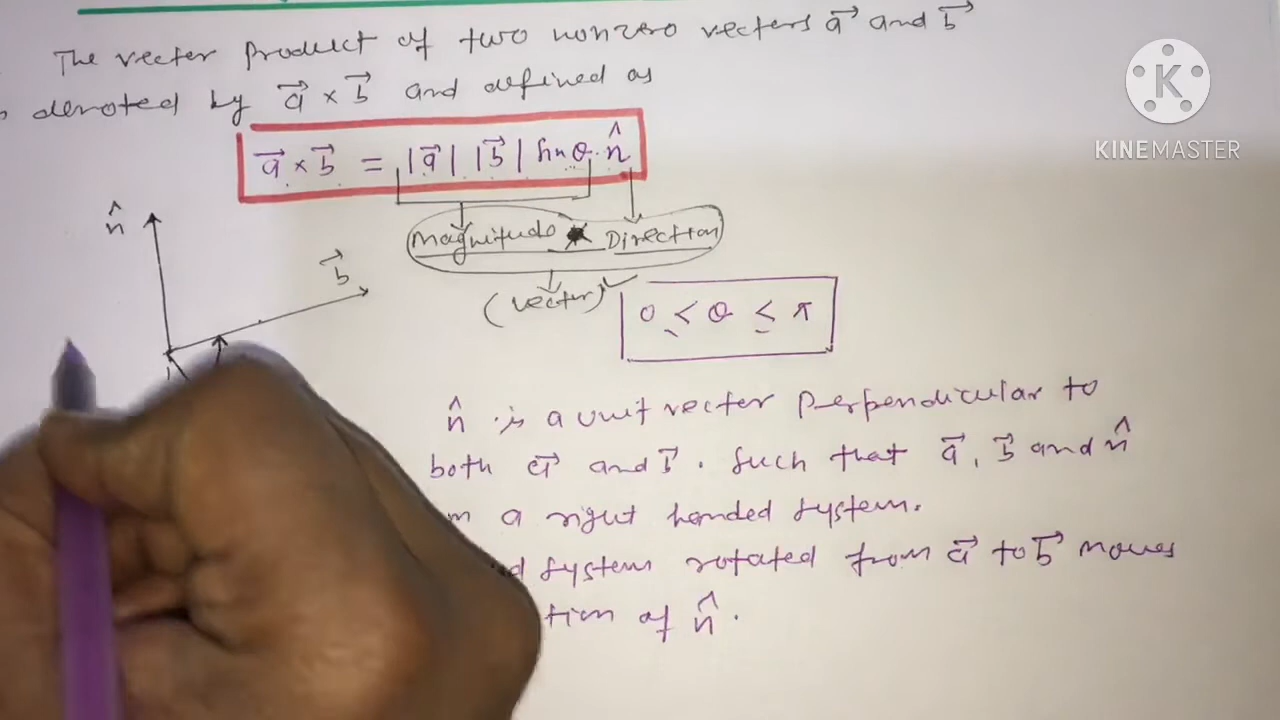 The vector product of two nonzero vectors a⃗ and b⃗
denoted by a⃗ × b⃗ and defined as
a⃗ × b⃗ = |a⃗| |b⃗| sin θ. n̂
Magnitude Direction
(vector)
n̂
b⃗
0 < θ ≤ π
n̂ is a unit vector perpendicular to
both a⃗ and b⃗. Such that a⃗, b⃗ and n̂
a right handed system.
system rotated from a⃗ to b⃗ moves
of n̂.
K
KINEMASTER